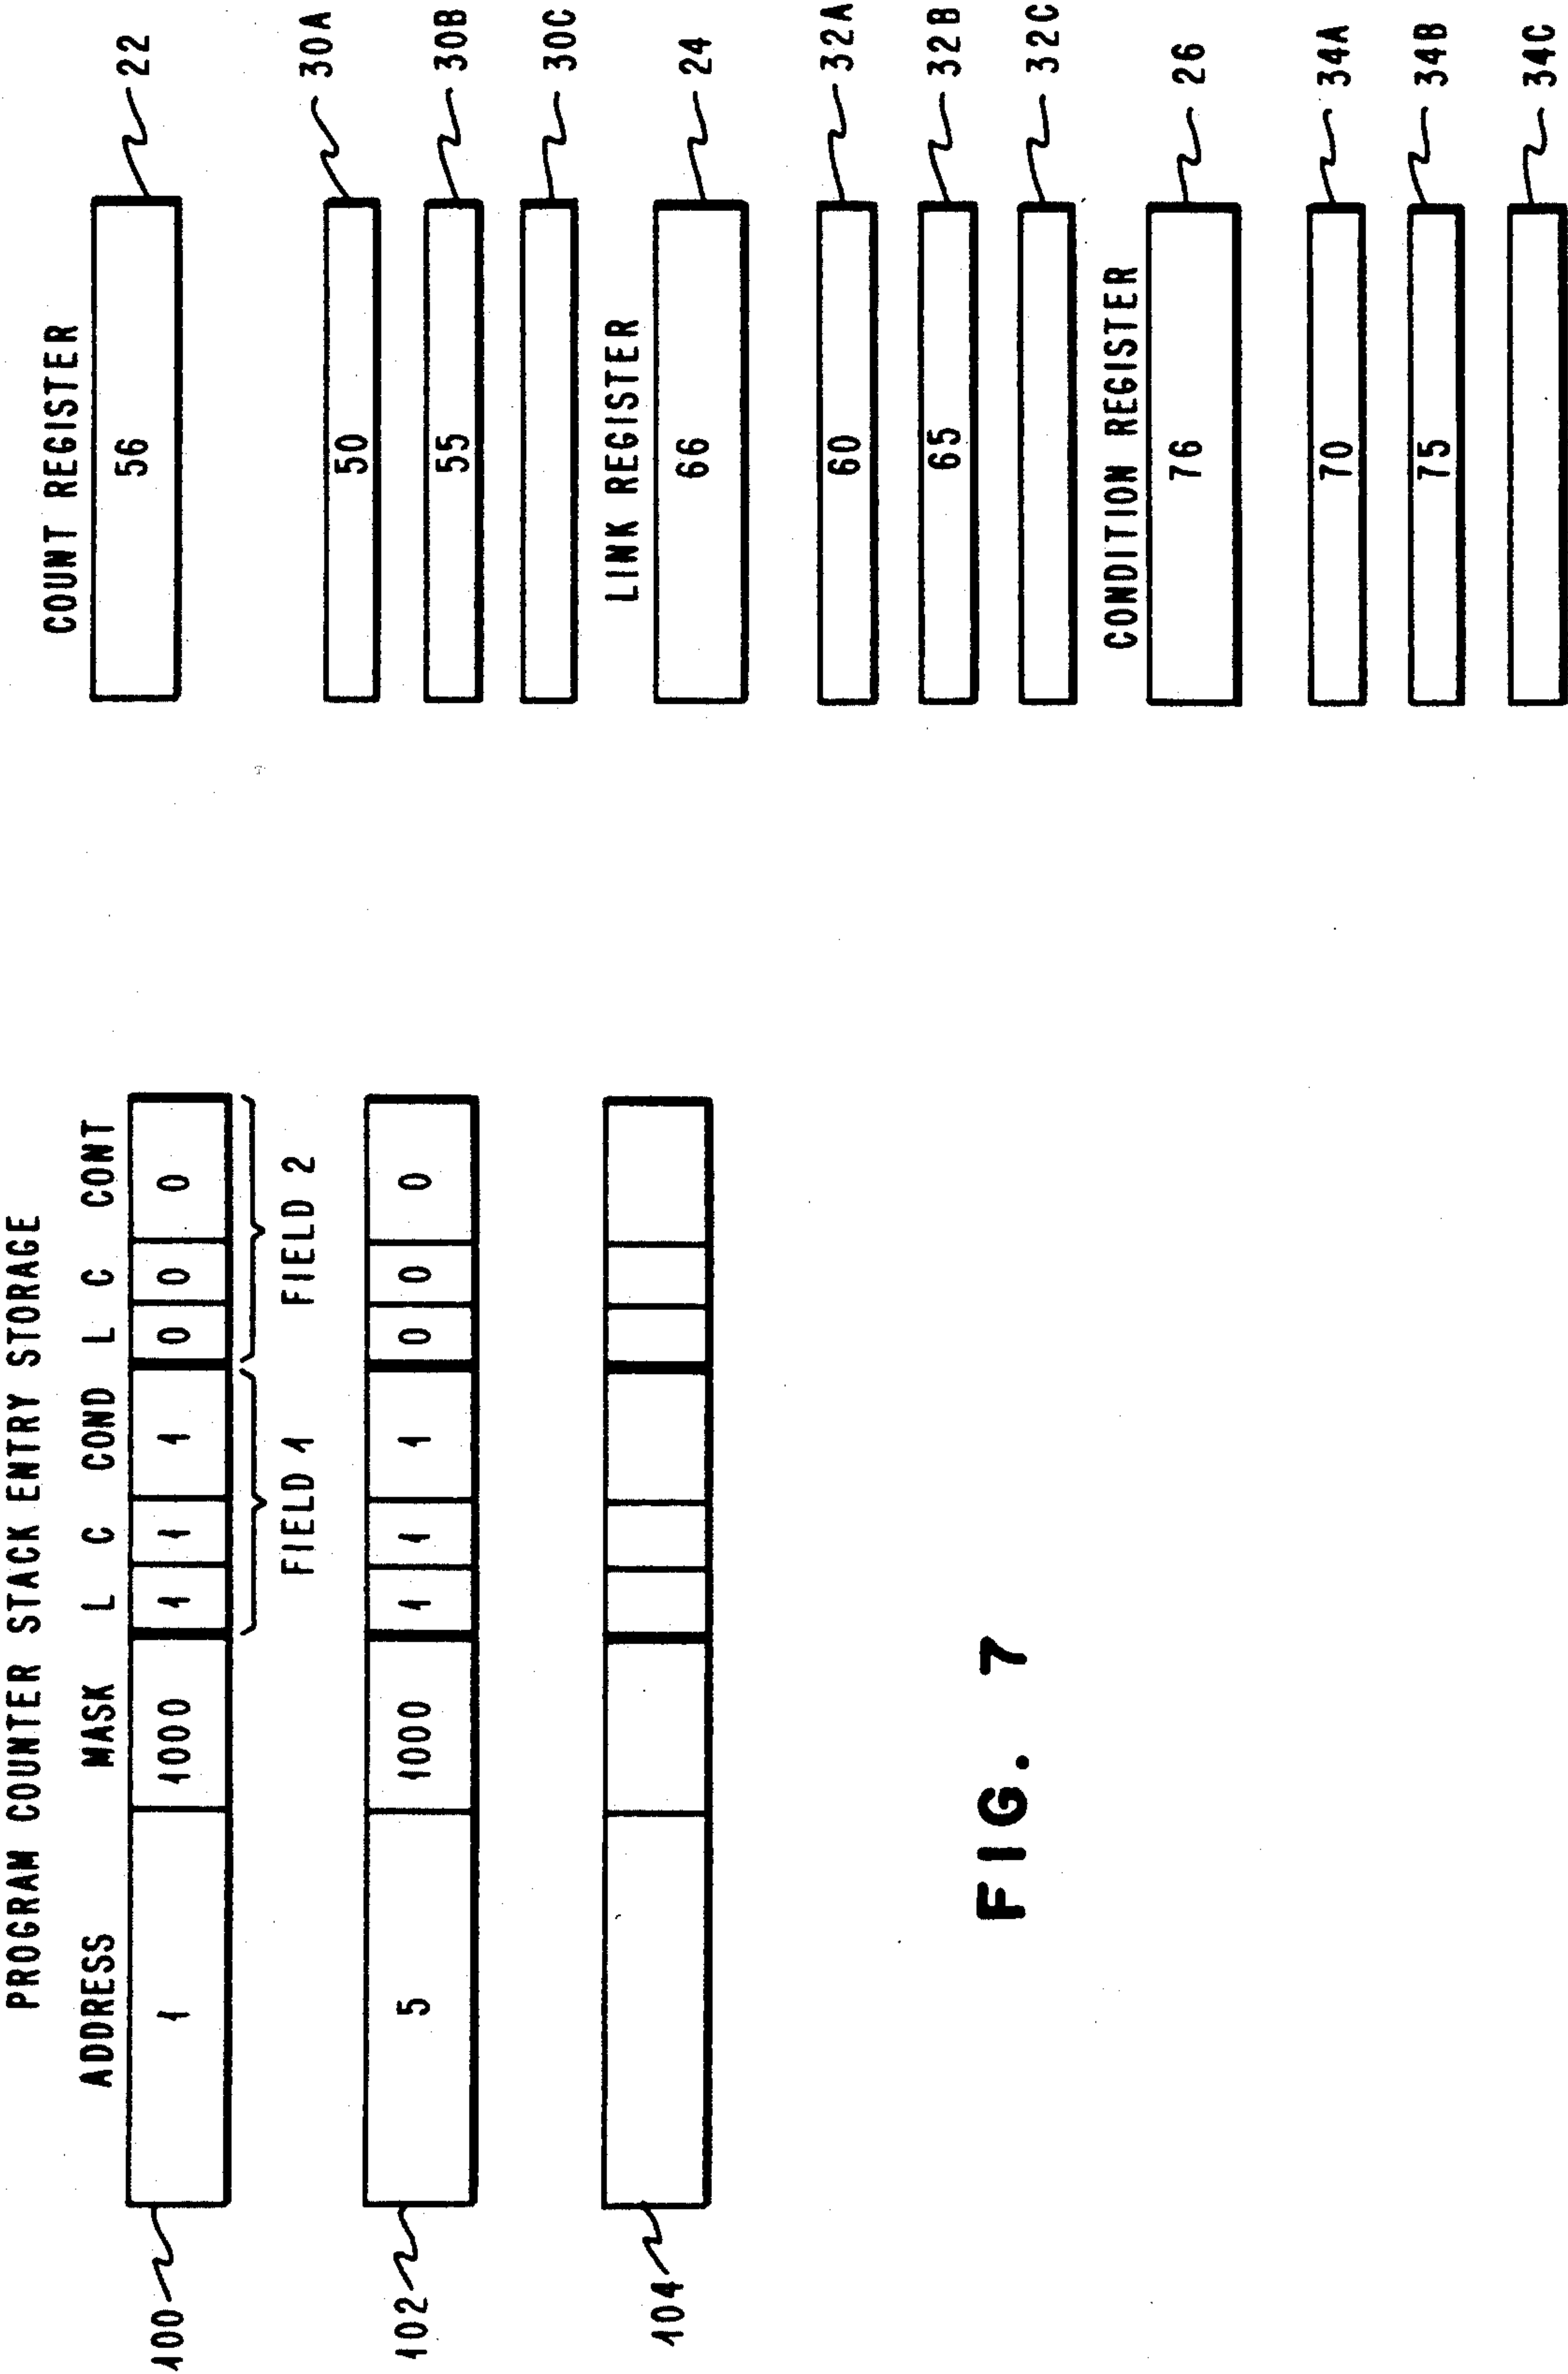 PROGRAM COUNTER STACK ENTRY STORAGE
ADDRESS MASK L C COND L C CONT
100 1 1000 1 1 1 0 0 0
FIELD 1 FIELD 2
102 5 1000 1 1 1 0 0 0
104
COUNT REGISTER
56 22
50 30A
55 30B
30C
LINK REGISTER
66 24
60 32A
65 32B
32C
CONDITION REGISTER
76 26
70 34A
75 34B
34C
FIG. 7